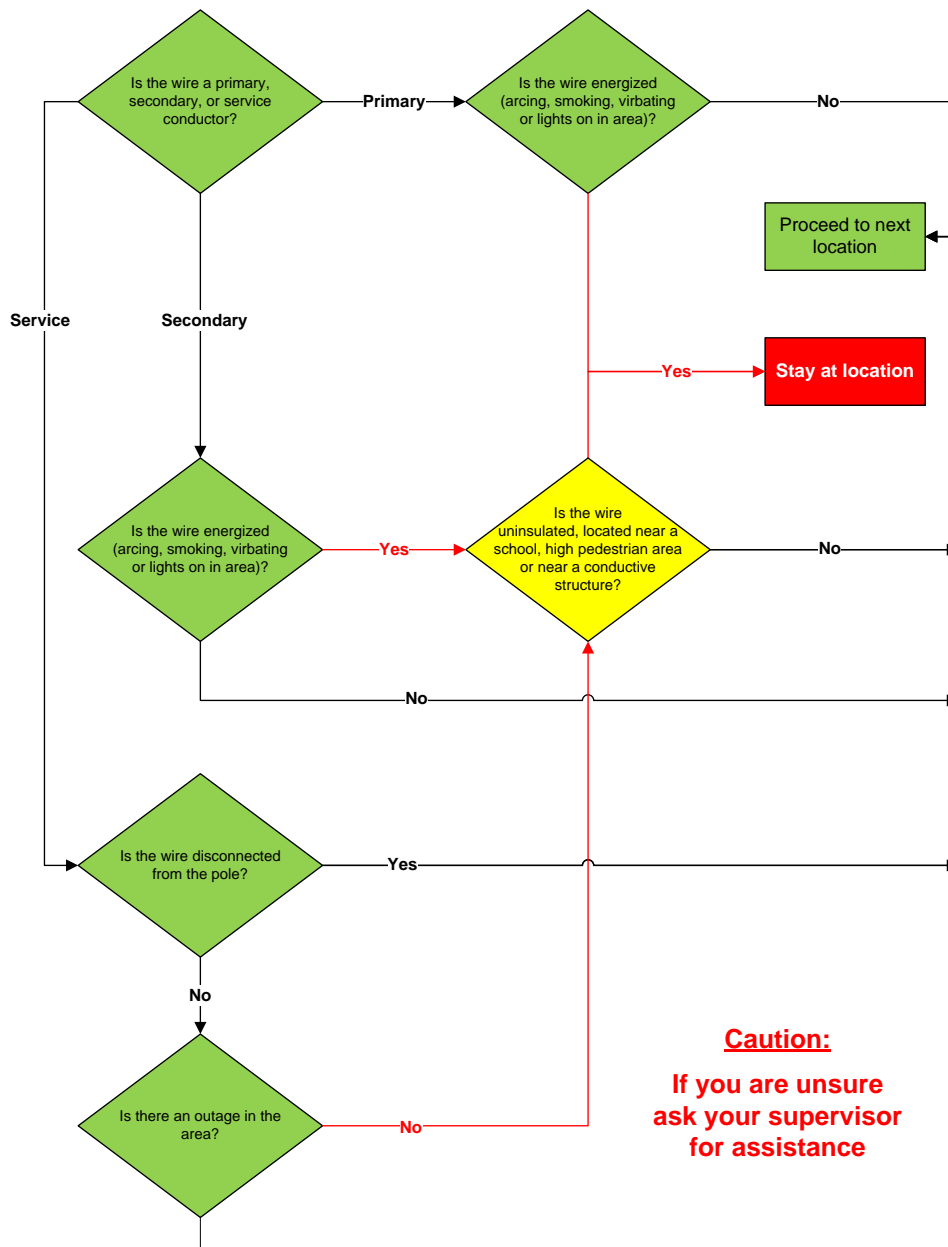 Is the wire a primary,
secondary, or service
conductor?
Primary
Is the wire energized
(arcing, smoking, virbating
or lights on in area)?
No
Proceed to next
location
Service
Secondary
Yes
Stay at location
Is the wire energized
(arcing, smoking, virbating
or lights on in area)?
Yes
Is the wire
uninsulated, located near a
school, high pedestrian area
or near a conductive
structure?
No
No
Is the wire disconnected
from the pole?
Yes
No
Is there an outage in the
area?
No
Caution:
If you are unsure
ask your supervisor
for assistance